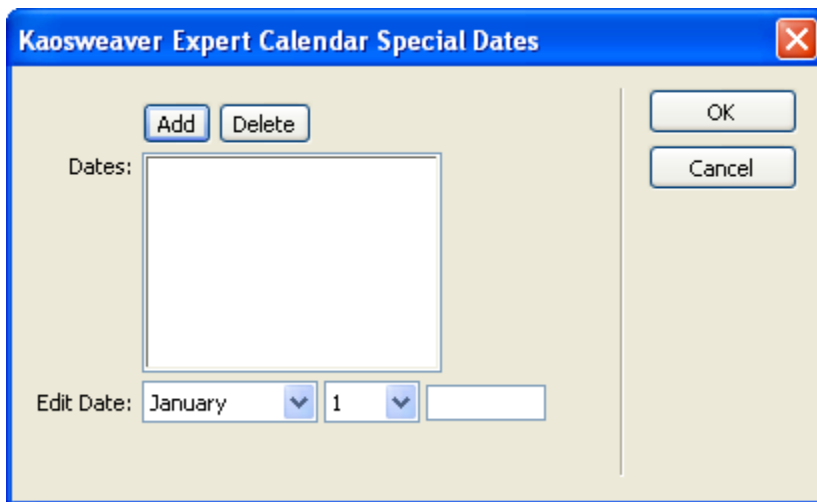 Kaosweaver Expert Calendar Special Dates
Add Delete
OK
Dates:
Cancel
Edit Date: January 1